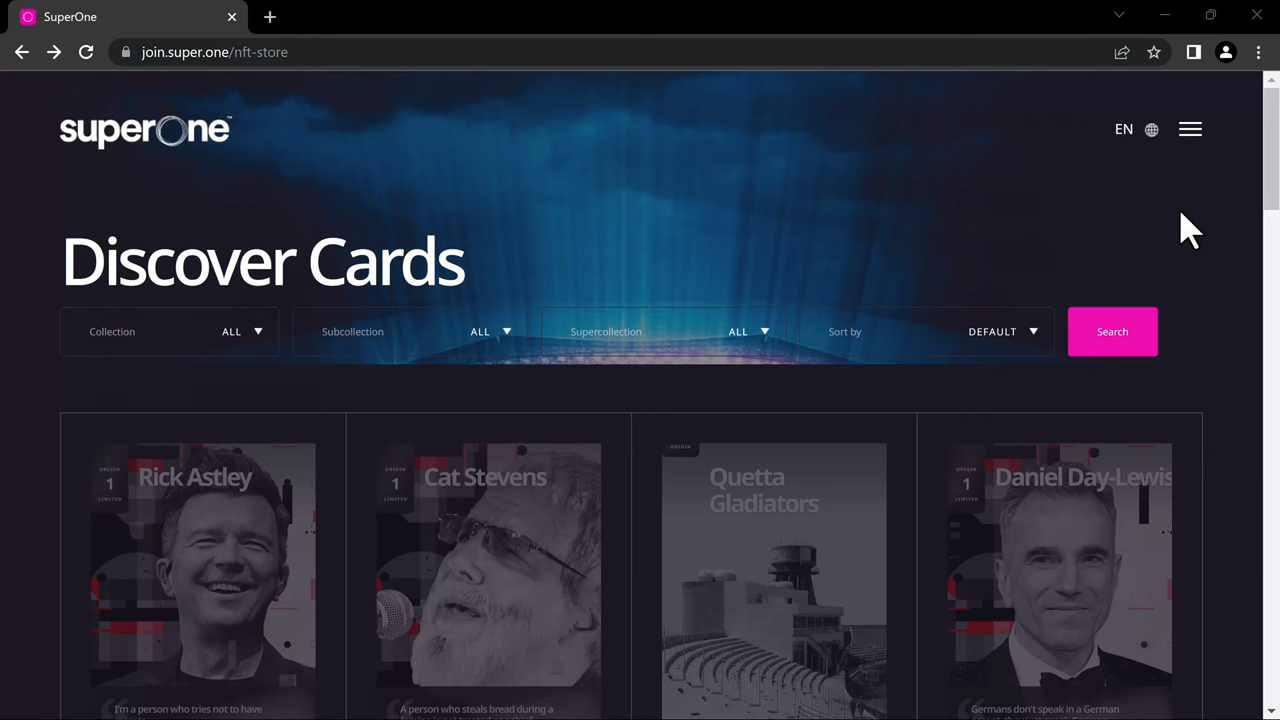 SuperOne
join.super.one/nft-store
superOne™
EN
Discover Cards
Collection ALL
Subcollection ALL
Supercollection ALL
Sort by DEFAULT
Search
ORIGIN
1
LIMITED
Rick Astley
I'm a person who tries not to have
ORIGIN
1
LIMITED
Cat Stevens
A person who steals bread during a
ORIGIN
Quetta
Gladiators
ORIGIN
1
LIMITED
Daniel Day-Lewis
Germans don't speak in a German